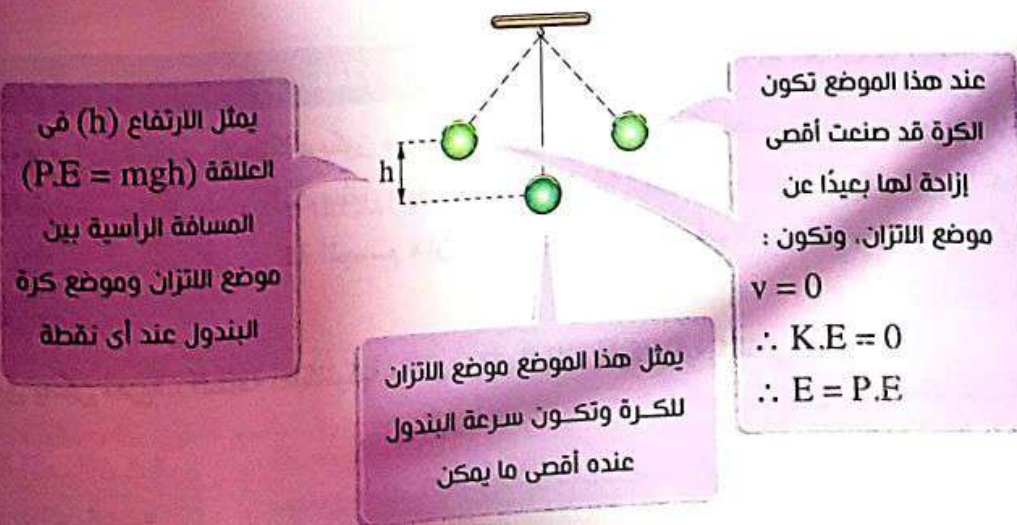 عند هذا الموضع تكون
الكرة قد صنعت أقصى
إزاحة لها بعيدًا عن
موضع الاتزان، وتكون :
v = 0
∴ K.E = 0
∴ E = P.E
يمثل الارتفاع (h) فى
العلاقة (P.E = mgh)
المسافة الرأسية بين
موضع الاتزان وموضع كرة
البندول عند أى نقطة
h
يمثل هذا الموضع موضع الاتزان
للكرة وتكون سرعة البندول
عنده أقصى ما يمكن